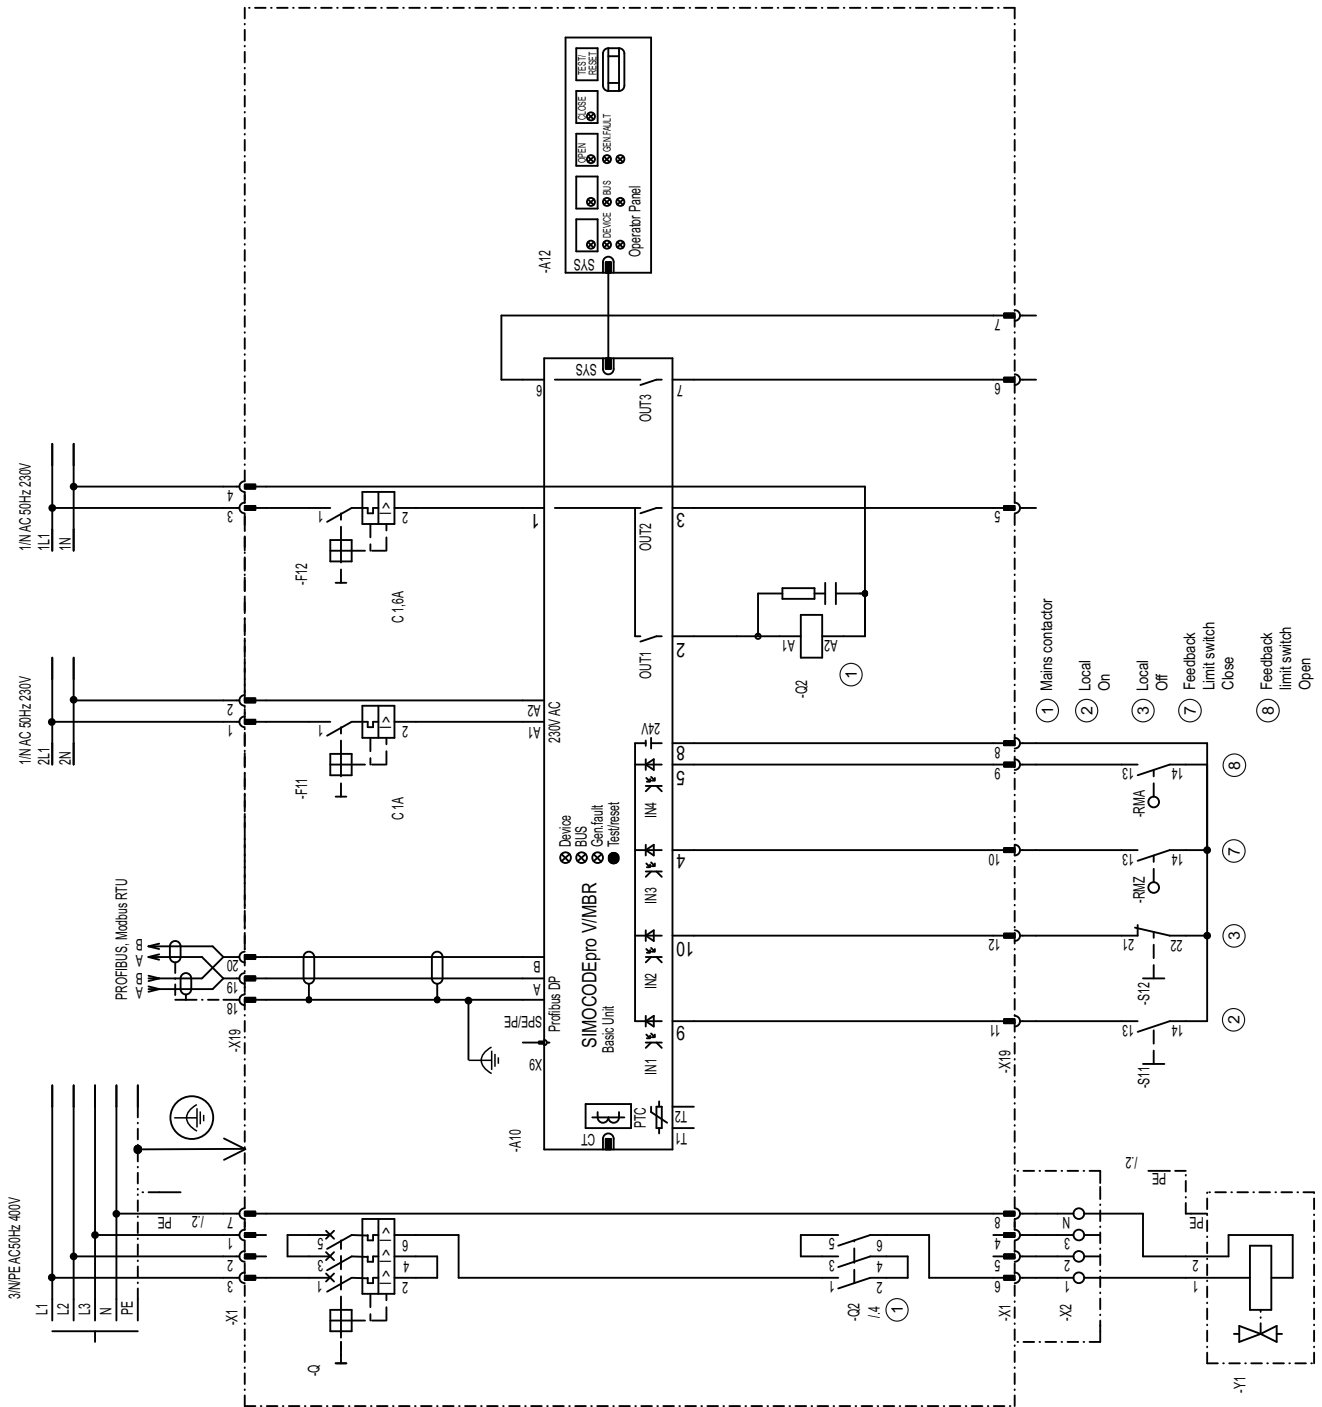 3/N/PE AC50Hz 400V
L1
L2
L3
N
PE
-X1
3
2
1
7
/.2
PE
-Q
1
3
5
2
4
6
-Q2
/.4
1
1
3
5
2
4
6
-X1
6
5
4
8
-X2
1
2
3
N
/.2
PE
PE
1
2
-Y1
PROFIBUS, Modbus RTU
A
B
A
B
-X19
18
19
20
-A10
CT
X9
SPE/PE
A
B
Profibus DP
SIMOCODEpro V/MBR
Basic Unit
Device
BUS
Gen.fault
Test/reset
PTC
T1
T2
IN1
IN2
IN3
IN4
24V
9
10
4
5
8
-X19
11
12
10
9
8
-S11
13
14
2
-S12
21
22
3
-RMZ
13
14
7
-RMA
13
14
8
1/N AC 50Hz 230V
2L1
2N
1
2
-F11
1
2
C 1A
A1
A2
230V AC
1/N AC 50Hz 230V
1L1
1N
3
4
-F12
1
2
C 1,6A
1
OUT1
OUT2
OUT3
2
3
6
7
SYS
-Q2
A1
A2
1
5
6
7
-A12
SYS
DEVICE
BUS
GEN.FAULT
OPEN
CLOSE
TEST/
RESET
Operator Panel
1 Mains contactor
2 Local
On
3 Local
Off
7 Feedback
Limit switch
Close
8 Feedback
limit switch
Open